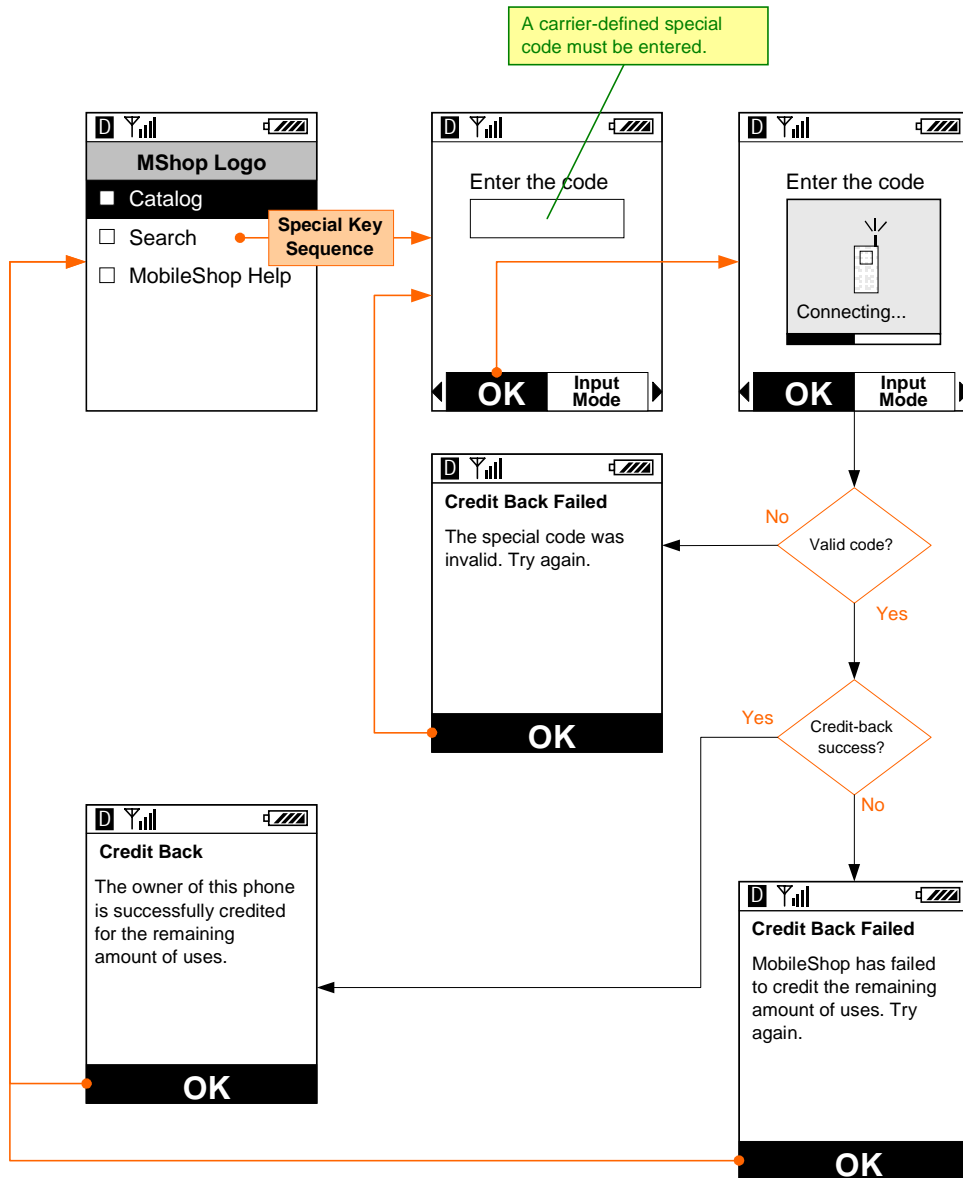 A carrier-defined special
code must be entered.
D
MShop Logo
Catalog
Search
MobileShop Help
Special Key
Sequence
D
Enter the code
OK
Input
Mode
D
Enter the code
Connecting...
OK
Input
Mode
D
Credit Back Failed
The special code was
invalid. Try again.
OK
No
Valid code?
Yes
Yes
Credit-back
success?
No
D
Credit Back
The owner of this phone
is successfully credited
for the remaining
amount of uses.
OK
D
Credit Back Failed
MobileShop has failed
to credit the remaining
amount of uses. Try
again.
OK